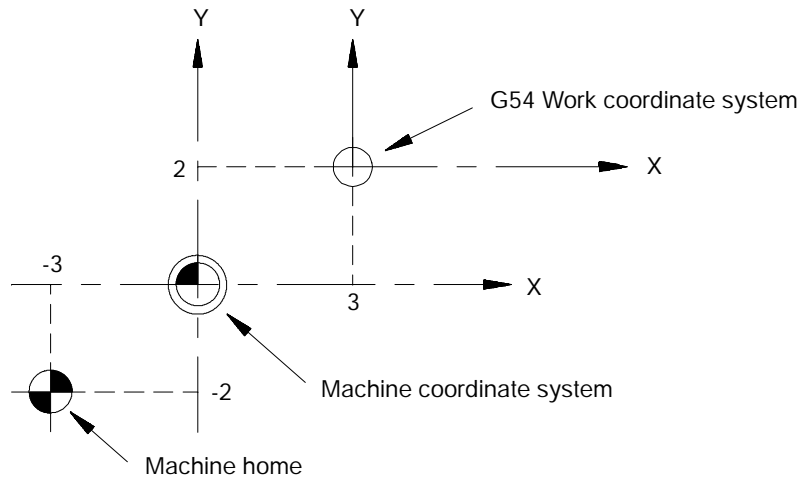 Y
Y
G54 Work coordinate system
2
X
-3
3
X
-2
Machine coordinate system
Machine home